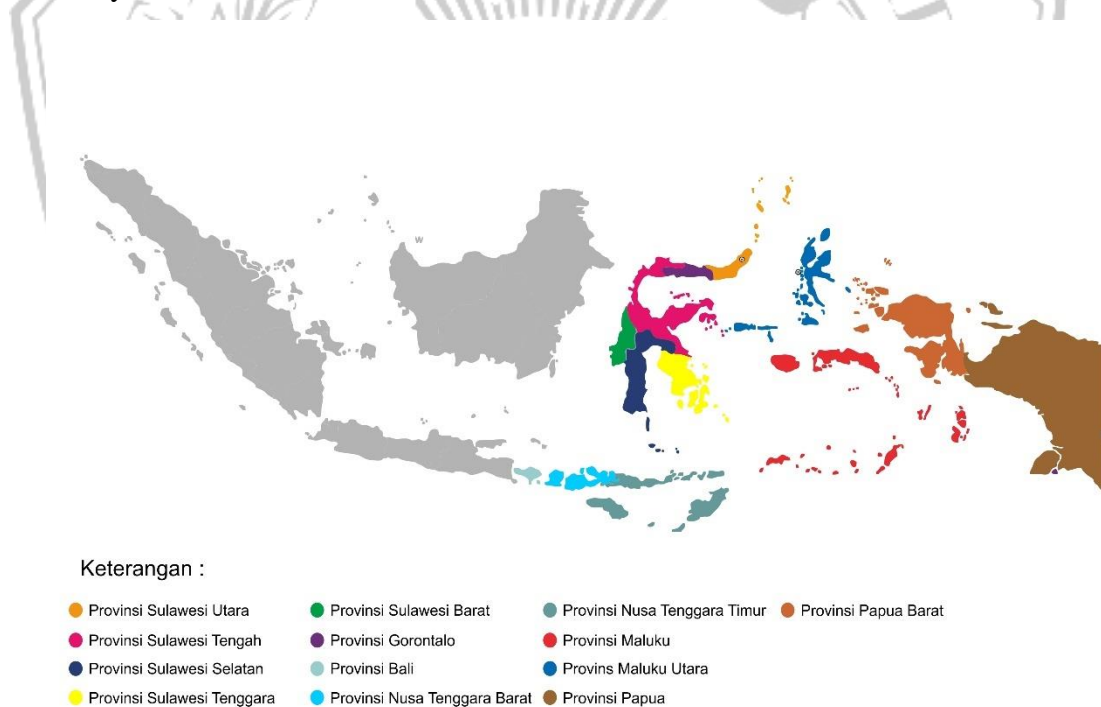 Keterangan :
Provinsi Sulawesi Utara
Provinsi Sulawesi Tengah
Provinsi Sulawesi Selatan
Provinsi Sulawesi Tenggara
Provinsi Sulawesi Barat
Provinsi Gorontalo
Provinsi Bali
Provinsi Nusa Tenggara Barat
Provinsi Nusa Tenggara Timur
Provinsi Maluku
Provins Maluku Utara
Provinsi Papua
Provinsi Papua Barat